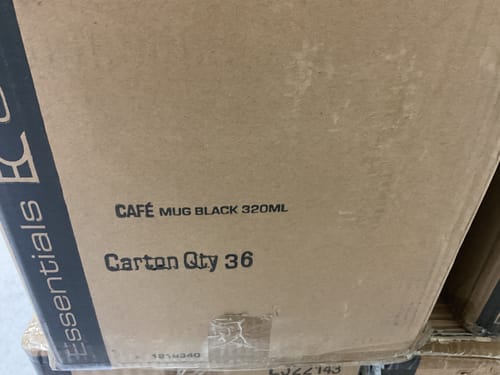 Essentials
CAFÉ MUG BLACK 320ML
Carton Qty 36